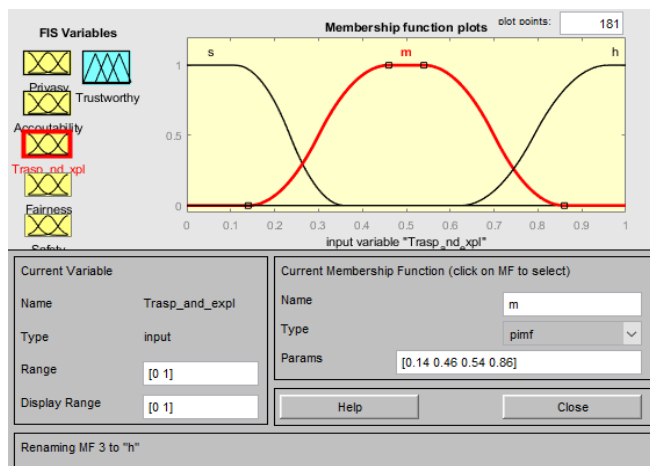 FIS Variables
Membership function plots
plot points:
181
Privasy
Trustworthy
Accoutability
Trasp_nd_xpl
Fairness
Safety
s
m
h
1
0.5
0
0
0.1
0.2
0.3
0.4
0.5
0.6
0.7
0.8
0.9
1
input variable "Trasp_nd_expl"
Current Variable
Name
Trasp_and_expl
Type
input
Range
[0 1]
Display Range
[0 1]
Current Membership Function (click on MF to select)
Name
m
Type
pimf
Params
[0.14 0.46 0.54 0.86]
Help
Close
Renaming MF 3 to "h"